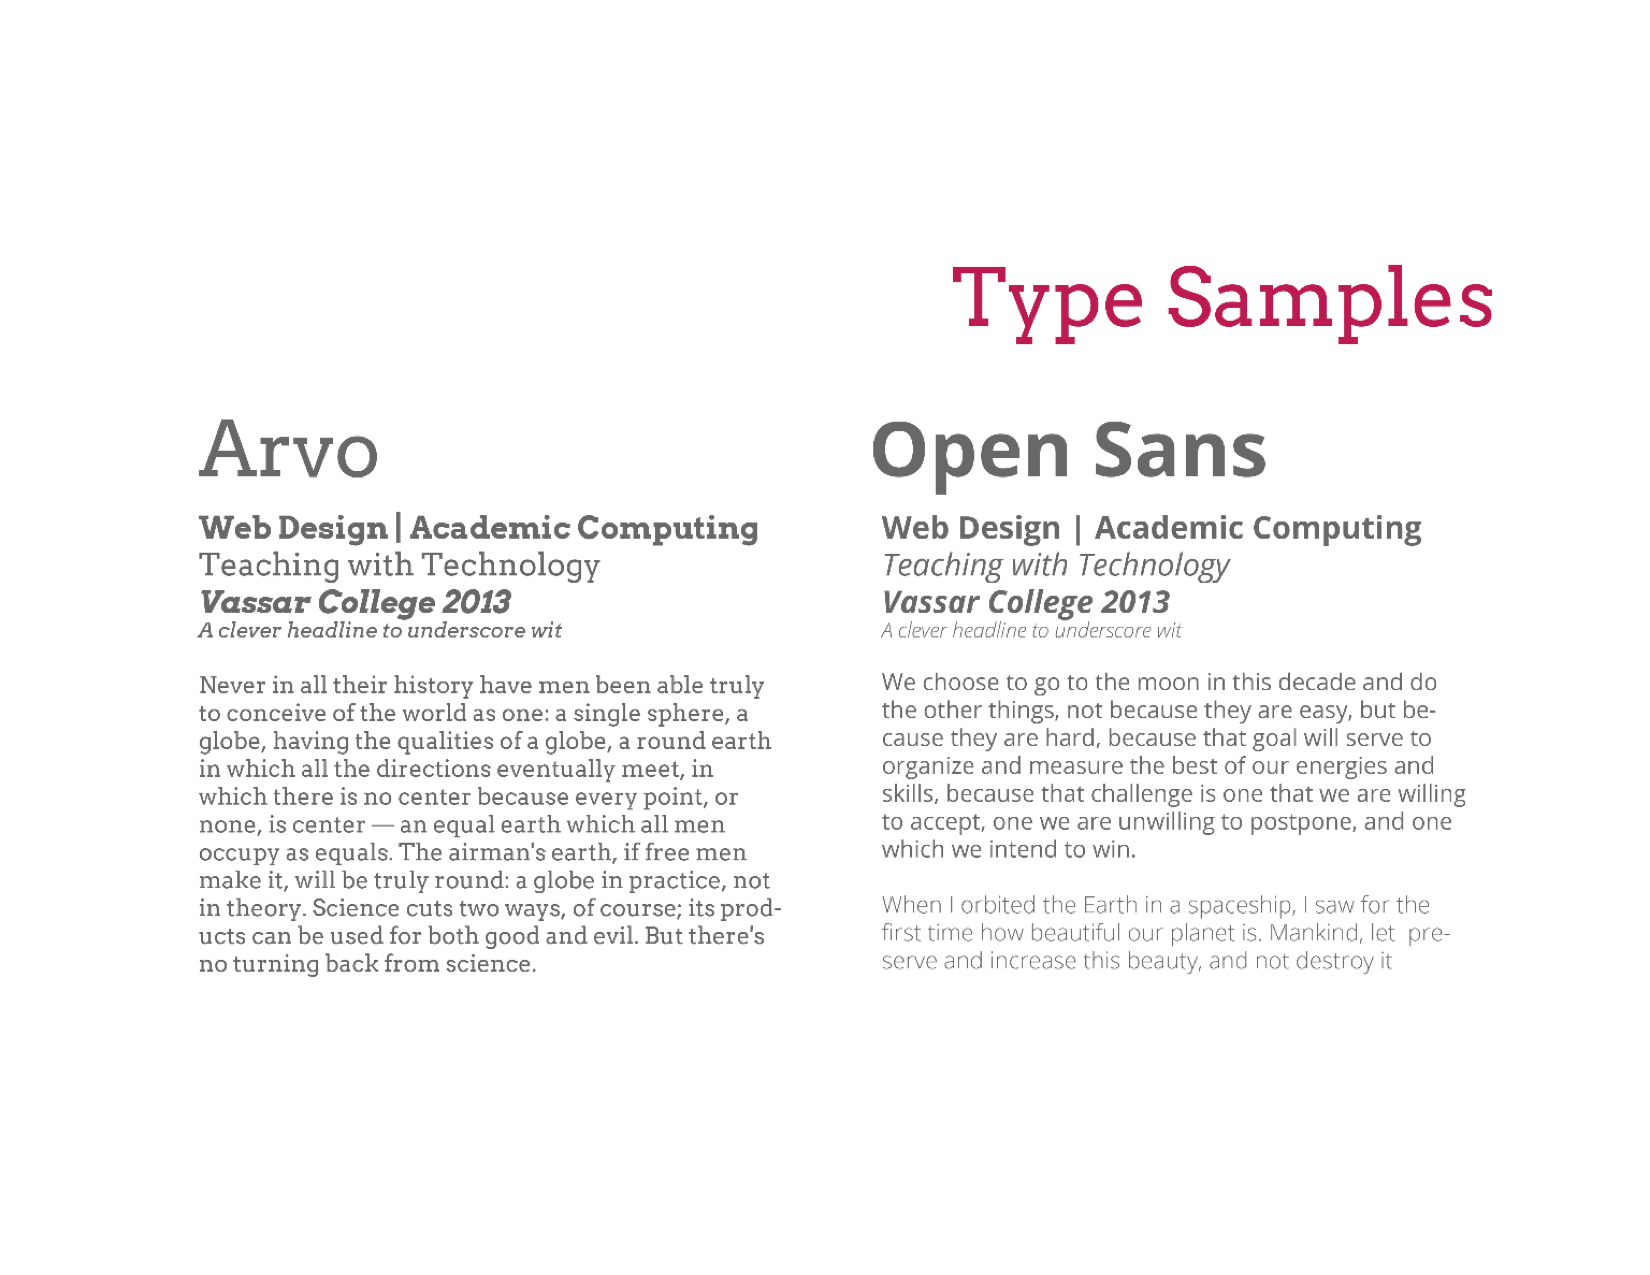 Type Samples
Arvo
Web Design | Academic Computing
Teaching with Technology
Vassar College 2013
A clever headline to underscore wit
Never in all their history have men been able truly
to conceive of the world as one: a single sphere, a
globe, having the qualities of a globe, a round earth
in which all the directions eventually meet, in
which there is no center because every point, or
none, is center — an equal earth which all men
occupy as equals. The airman's earth, if free men
make it, will be truly round: a globe in practice, not
in theory. Science cuts two ways, of course; its prod-
ucts can be used for both good and evil. But there's
no turning back from science.
Open Sans
Web Design | Academic Computing
Teaching with Technology
Vassar College 2013
A clever headline to underscore wit
We choose to go to the moon in this decade and do
the other things, not because they are easy, but be-
cause they are hard, because that goal will serve to
organize and measure the best of our energies and
skills, because that challenge is one that we are willing
to accept, one we are unwilling to postpone, and one
which we intend to win.
When I orbited the Earth in a spaceship, I saw for the
first time how beautiful our planet is. Mankind, let  pre-
serve and increase this beauty, and not destroy it